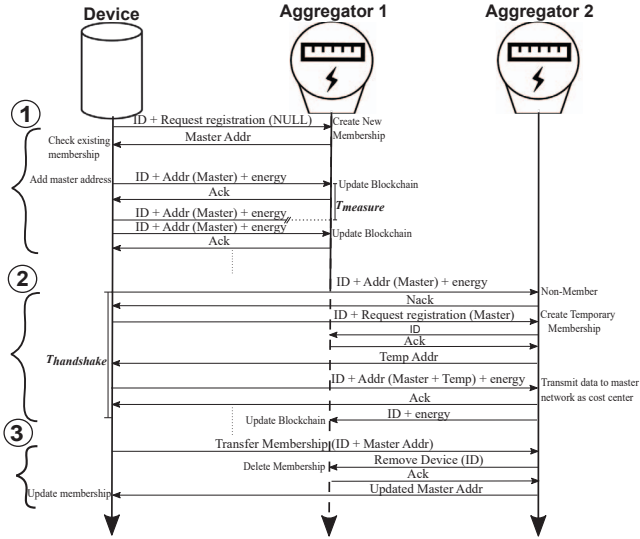 Device
Aggregator 1
Aggregator 2
1
ID + Request registration (NULL)
Create New
Membership
Master Addr
Check existing
membership
Add master address
ID + Addr (Master) + energy
Update Blockchain
Ack
Tmeasure
ID + Addr (Master) + energy
ID + Addr (Master) + energy
Update Blockchain
Ack
2
ID + Addr (Master) + energy
Non-Member
Nack
ID + Request registration (Master)
Create Temporary
Membership
ID
Ack
Thandshake
Temp Addr
ID + Addr (Master + Temp) + energy
Transmit data to master
network as cost center
Ack
ID + energy
Update Blockchain
3
Transfer Membership (ID + Master Addr)
Remove Device (ID)
Delete Membership
Ack
Updated Master Addr
Update membership